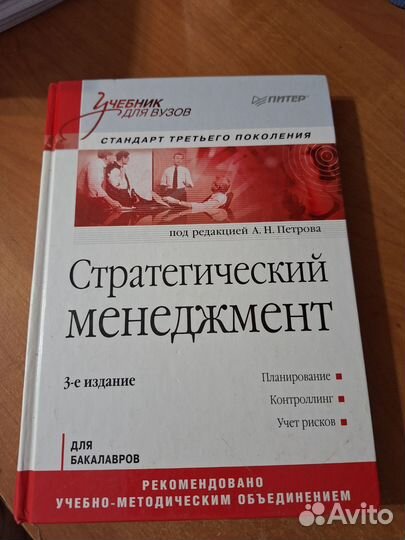 УЧЕБНИК
ДЛЯ ВУЗОВ
ПИТЕР®
СТАНДАРТ ТРЕТЬЕГО ПОКОЛЕНИЯ
под редакцией А. Н. Петрова
Стратегический
менеджмент
3-е издание
Планирование
Контроллинг
Учет рисков
ДЛЯ
БАКАЛАВРОВ
РЕКОМЕНДОВАНО
УЧЕБНО-МЕТОДИЧЕСКИМ ОБЪЕДИНЕНИЕМ
Avito